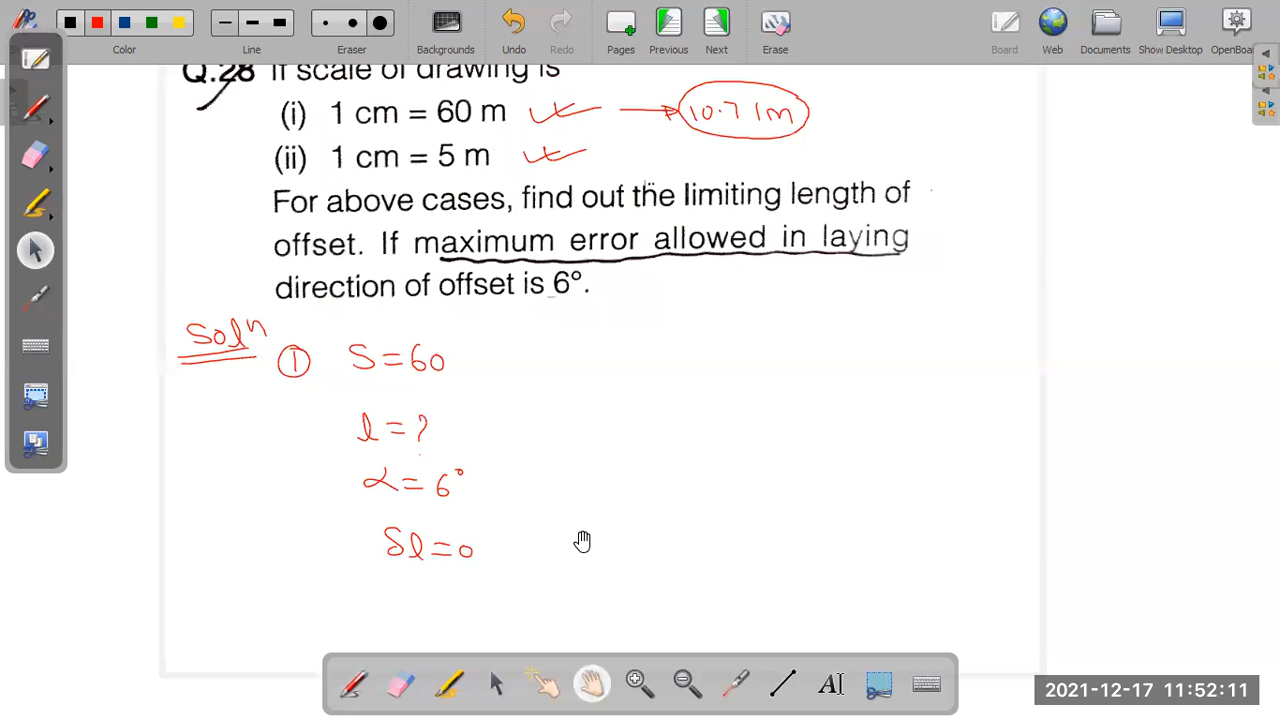 Color Line Eraser Backgrounds Undo Redo Pages Previous Next Erase Board Web Documents Show Desktop OpenBoa
Q.28 If scale of drawing is
(i) 1 cm = 60 m 10.71m
(ii) 1 cm = 5 m
For above cases, find out the limiting length of
offset. If maximum error allowed in laying
direction of offset is 6°.
Solⁿ
① S=60
l=?
α=6°
δl=0
AI
2021-12-17 11:52:11